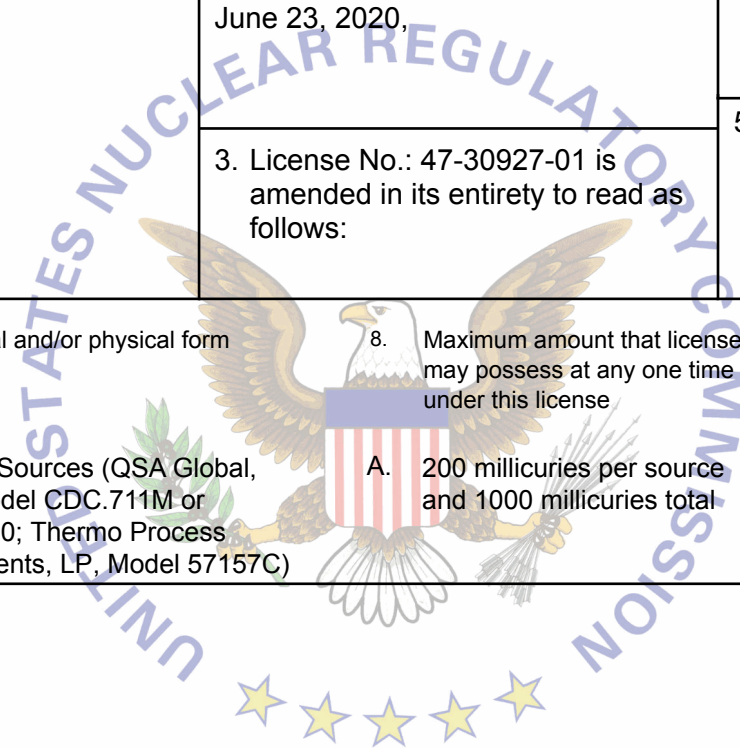 June 23, 2020,
5
3. License No.: 47-30927-01 is
amended in its entirety to read as
follows:
al and/or physical form
8. Maximum amount that license
may possess at any one time
under this license
Sources (QSA Global,
del CDC.711M or
0; Thermo Process
ents, LP, Model 57157C)
A. 200 millicuries per source
and 1000 millicuries total
UNITED STATES NUCLEAR REGULATORY COMMISSION